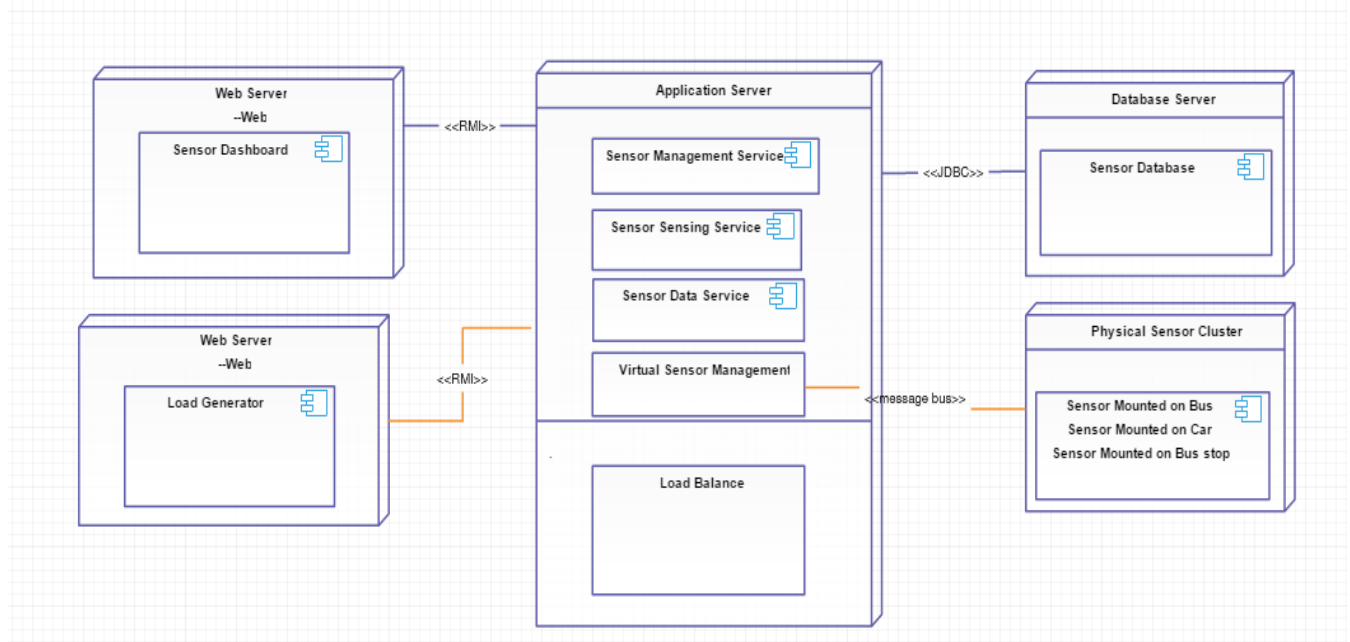 Web Server
--Web
Sensor Dashboard
<<RMI>>
Web Server
--Web
Load Generator
<<RMI>>
Application Server
Sensor Management Service
Sensor Sensing Service
Sensor Data Service
Virtual Sensor Management
Load Balance
<<JDBC>>
Database Server
Sensor Database
<<message bus>>
Physical Sensor Cluster
Sensor Mounted on Bus
Sensor Mounted on Car
Sensor Mounted on Bus stop